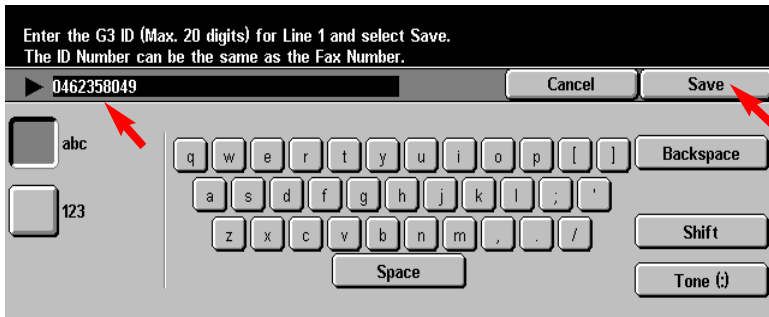 Enter the G3 ID (Max. 20 digits) for Line 1 and select Save.
The ID Number can be the same as the Fax Number.
0462358049
Cancel
Save
abc
q w e r t y u i o p [ ]
Backspace
123
a s d f g h j k l ; '
z x c v b n m , . /
Shift
Space
Tone (:)